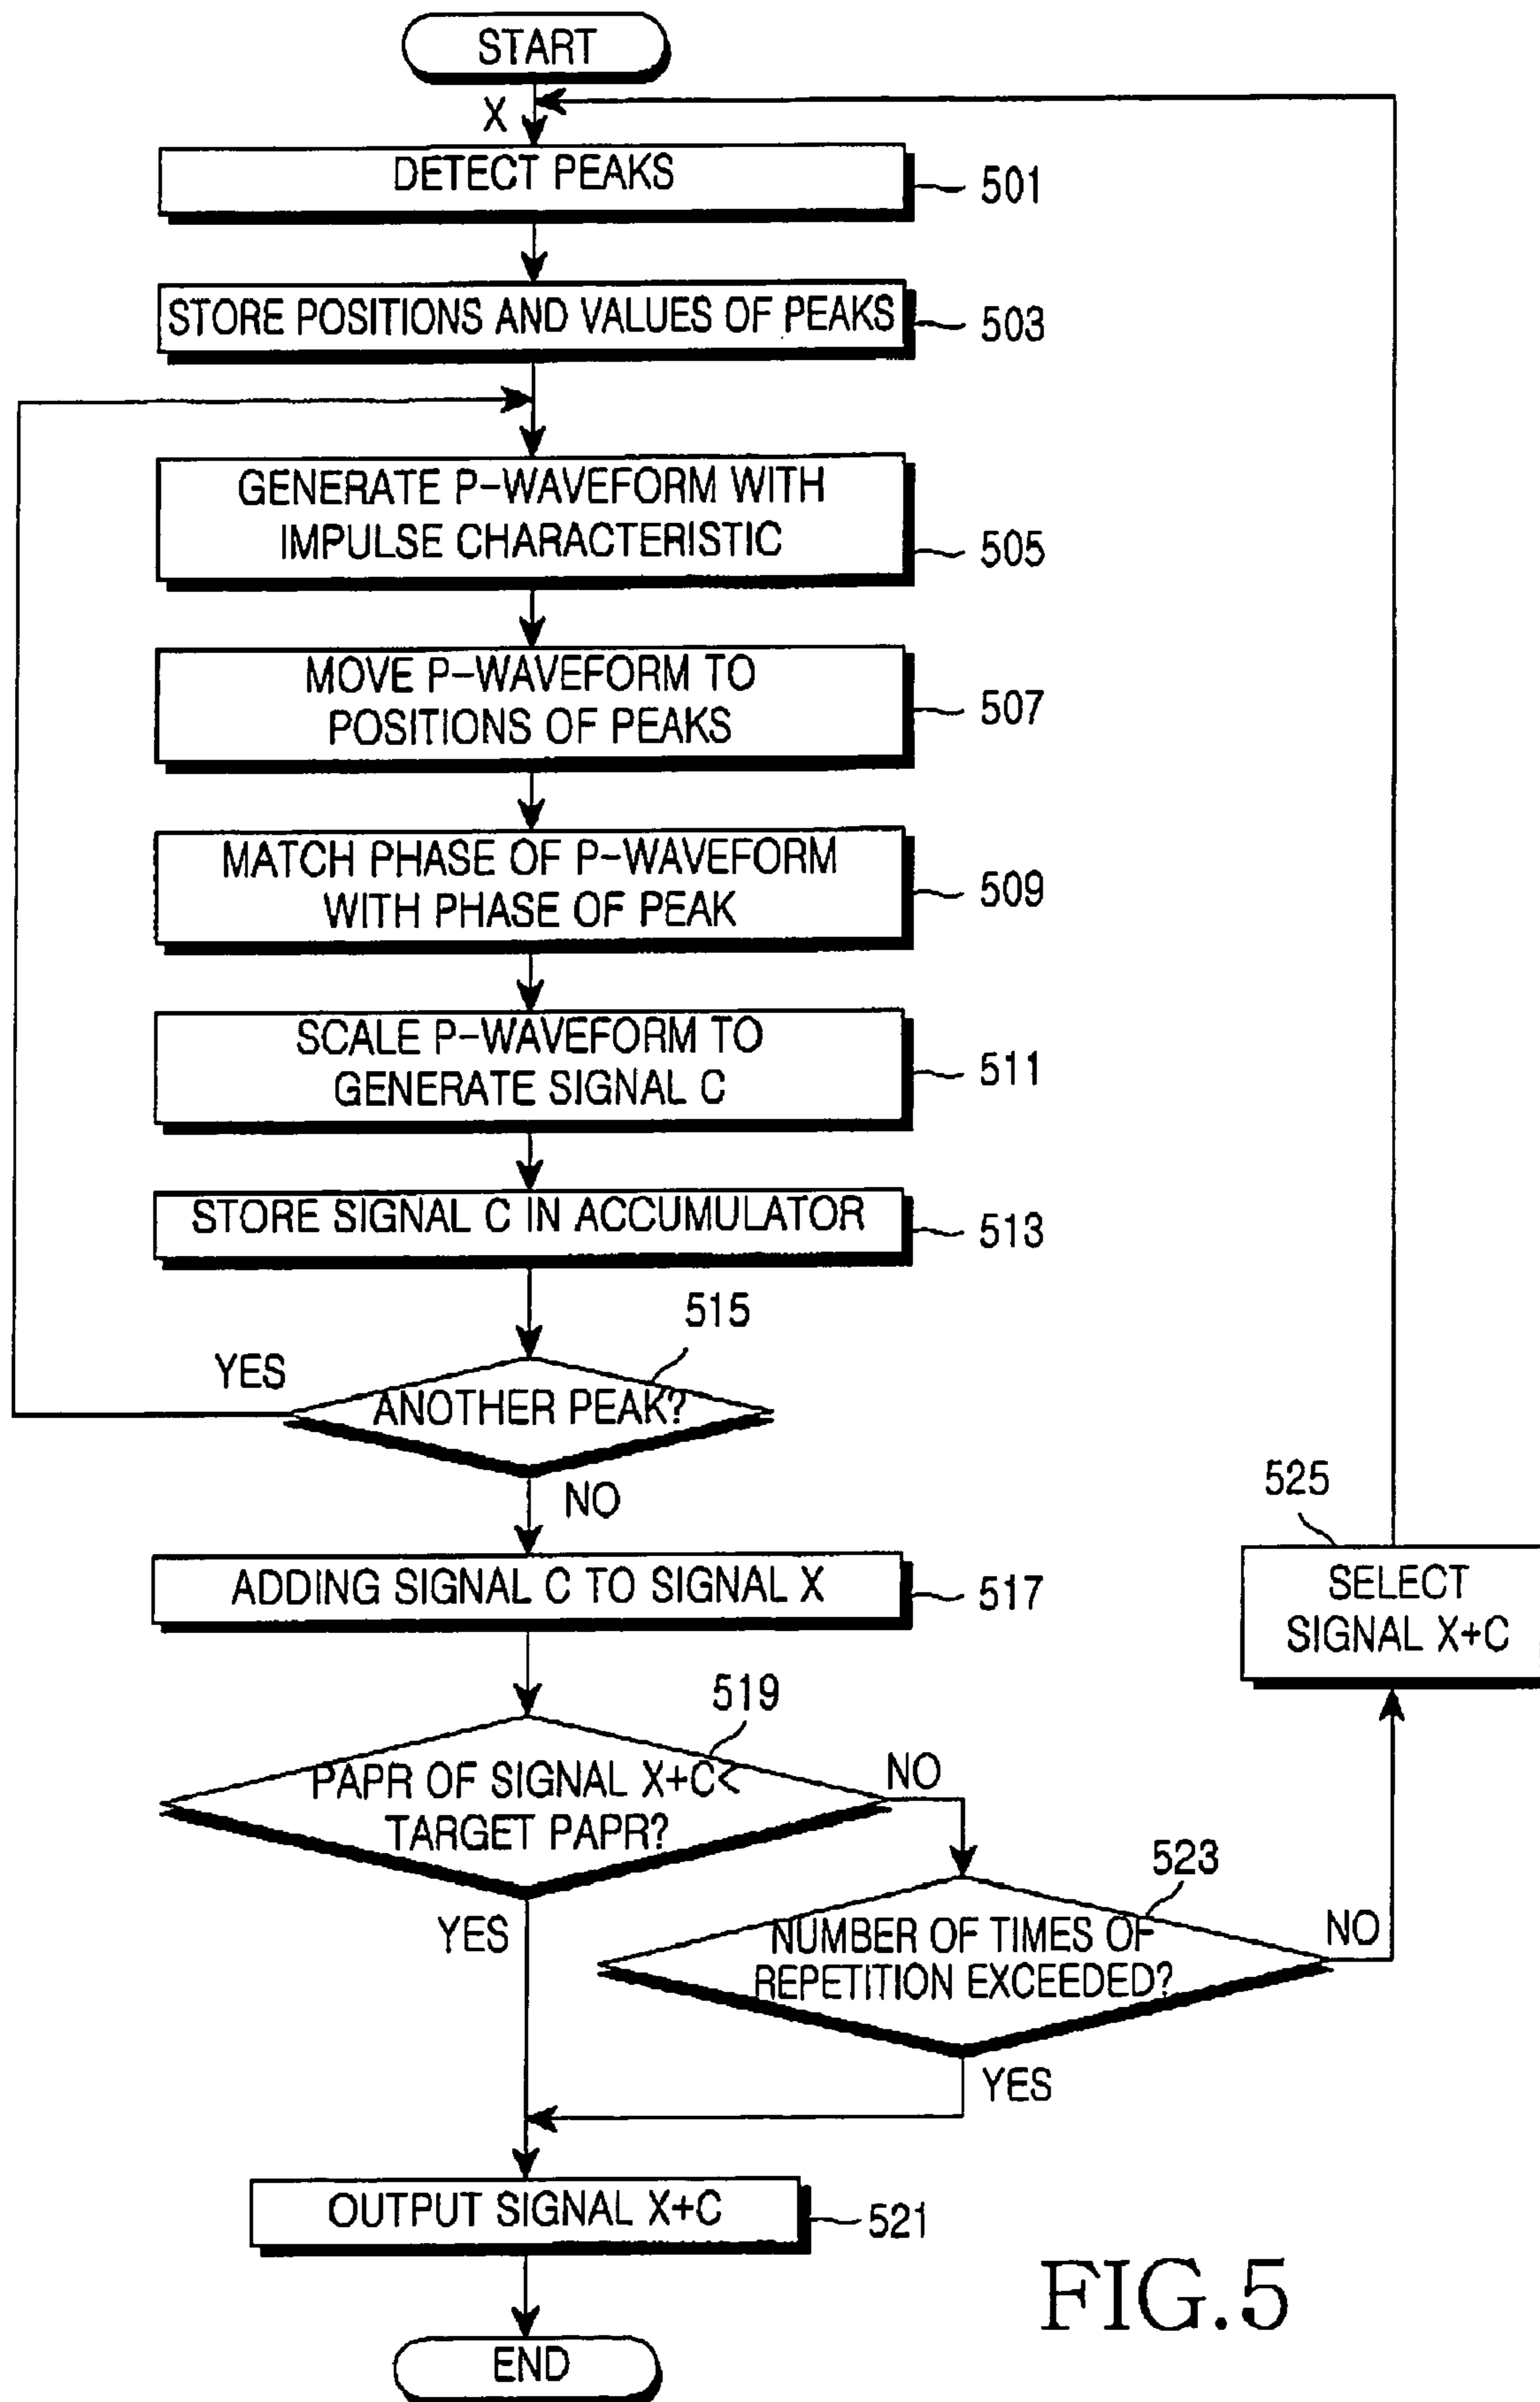 START
X
DETECT PEAKS
501
STORE POSITIONS AND VALUES OF PEAKS
503
GENERATE P-WAVEFORM WITH
IMPULSE CHARACTERISTIC
505
MOVE P-WAVEFORM TO
POSITIONS OF PEAKS
507
MATCH PHASE OF P-WAVEFORM
WITH PHASE OF PEAK
509
SCALE P-WAVEFORM TO
GENERATE SIGNAL C
511
STORE SIGNAL C IN ACCUMULATOR
513
515
YES
ANOTHER PEAK?
NO
ADDING SIGNAL C TO SIGNAL X
517
525
SELECT
SIGNAL X+C
519
PAPR OF SIGNAL X+C<
TARGET PAPR?
NO
YES
523
NUMBER OF TIMES OF
REPETITION EXCEEDED?
NO
YES
OUTPUT SIGNAL X+C
521
END
FIG.5